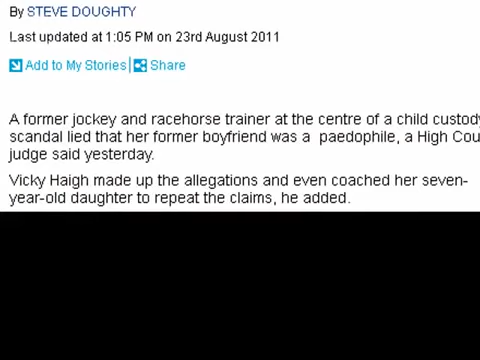 By STEVE DOUGHTY
Last updated at 1:05 PM on 23rd August 2011
Add to My Stories Share
A former jockey and racehorse trainer at the centre of a child custody
scandal lied that her former boyfriend was a paedophile, a High Cou
judge said yesterday.
Vicky Haigh made up the allegations and even coached her seven-
year-old daughter to repeat the claims, he added.